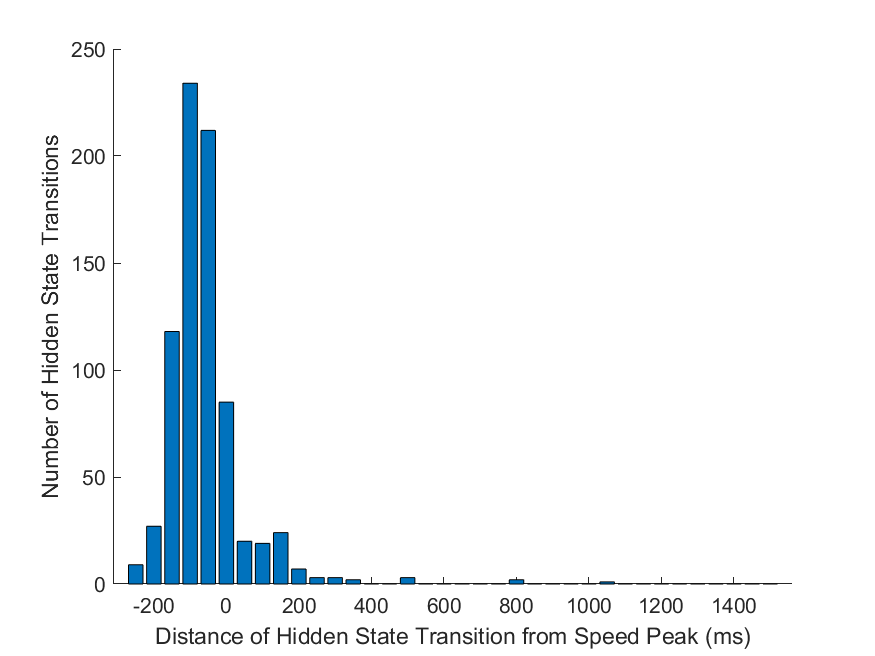 250
200
150
100
50
0
Number of Hidden State Transitions
-200 0 200 400 600 800 1000 1200 1400
Distance of Hidden State Transition from Speed Peak (ms)